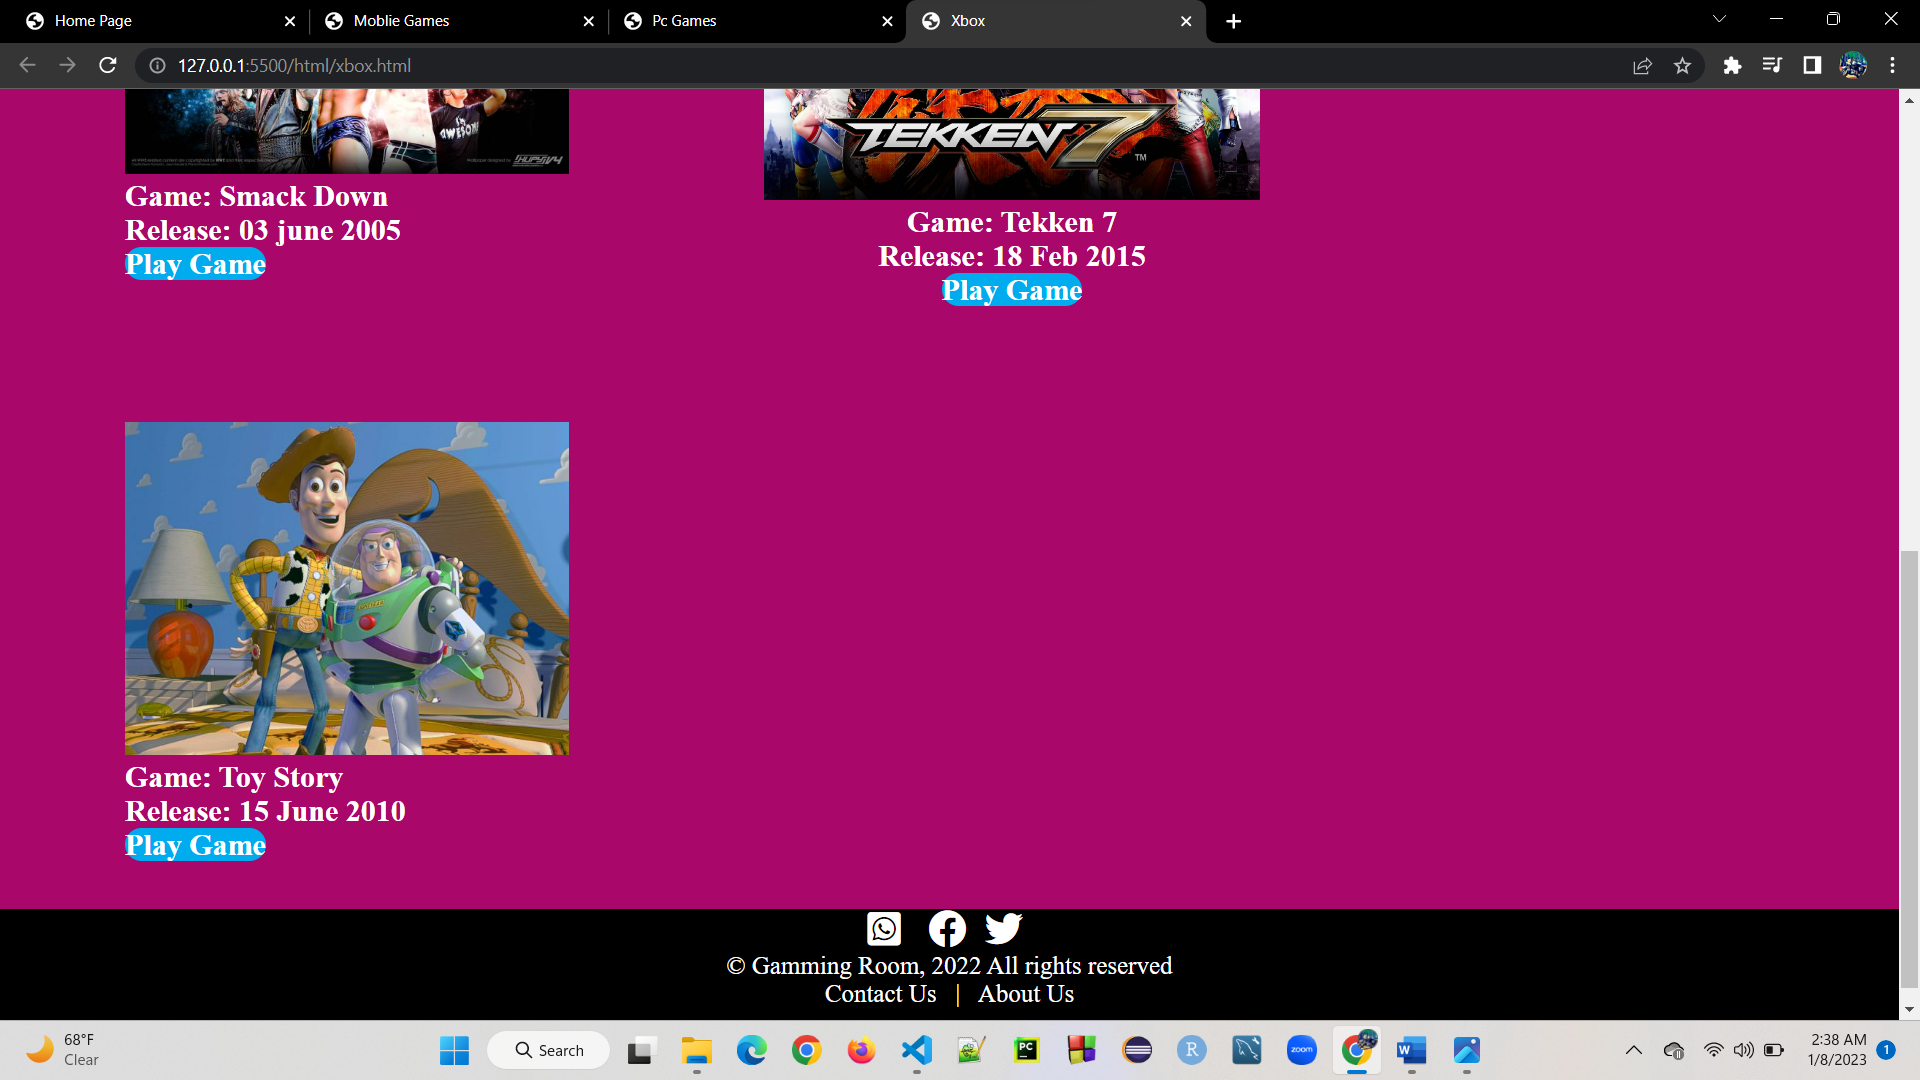 Home Page
Moblie Games
Pc Games
Xbox
127.0.0.1:5500/html/xbox.html
AWESOME
TEKKEN 7
TM
Game: Smack Down
Release: 03 june 2005
Play Game
Game: Tekken 7
Release: 18 Feb 2015
Play Game
Game: Toy Story
Release: 15 June 2010
Play Game
© Gamming Room, 2022 All rights reserved
Contact Us | About Us
68°F
Clear
Search
PC
R
zoom
W
2:38 AM
1/8/2023
1